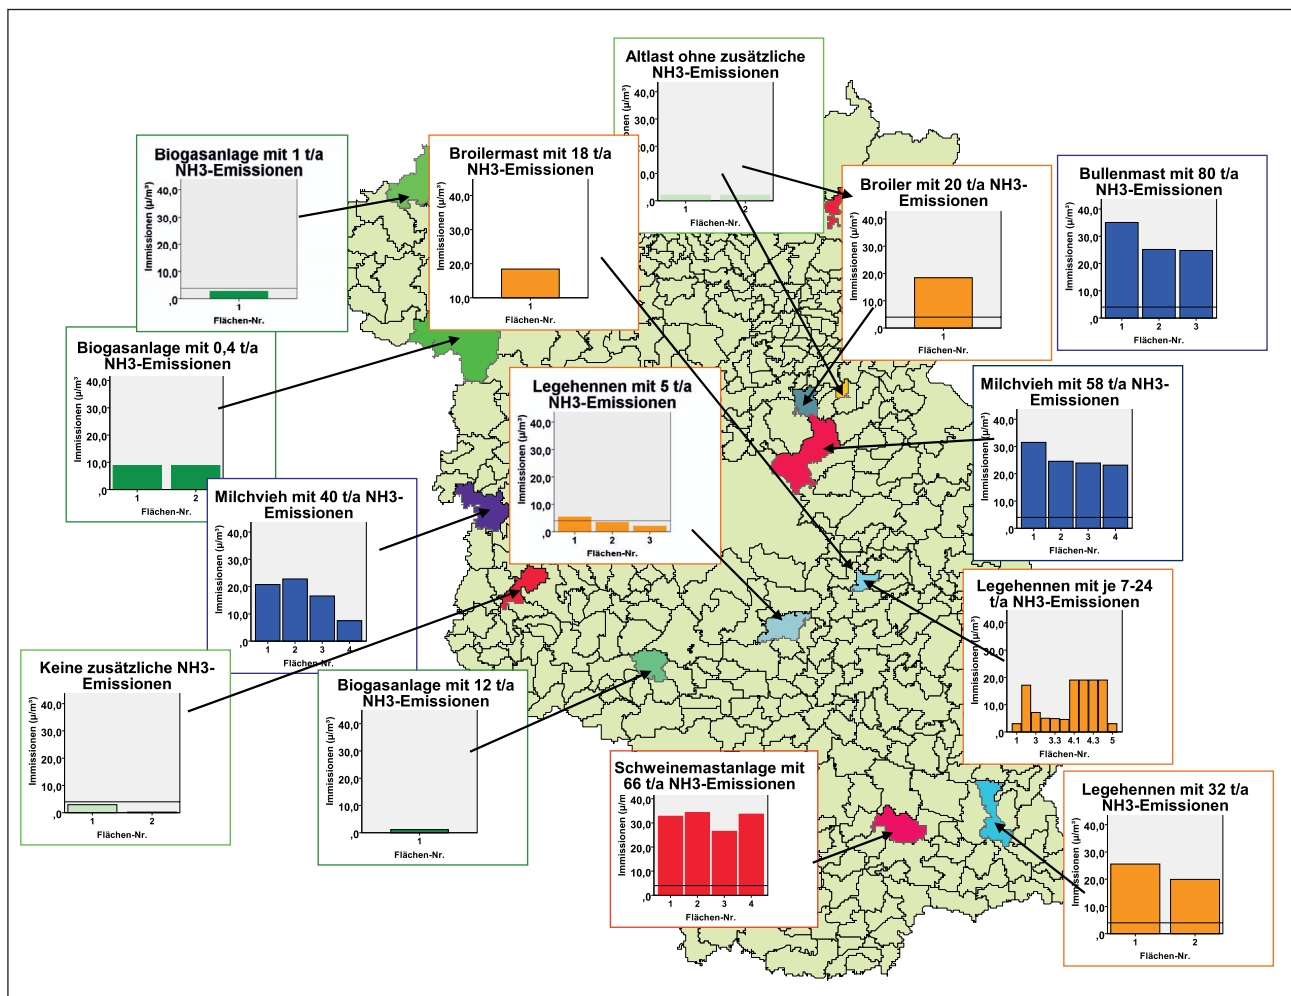 Altlast ohne zusätzliche
NH3-Emissionen
Immissionen (µ/m³)
40,0
30,0
20,0
,0
1
2
Flächen-Nr.
Biogasanlage mit 1 t/a
NH3-Emissionen
Immissionen (µ/m³)
40,0
30,0
20,0
10,0
,0
1
Flächen-Nr.
Broilermast mit 18 t/a
NH3-Emissionen
Immissionen (µ/m³)
40,0
30,0
20,0
10,0
1
Flächen-Nr.
Broiler mit 20 t/a NH3-
Emissionen
Immissionen (µ/m³)
40,0
30,0
20,0
10,0
,0
1
Flächen-Nr.
Bullenmast mit 80 t/a
NH3-Emissionen
Immissionen (µ/m³)
40,0
30,0
20,0
10,0
,0
1
2
3
Flächen-Nr.
Biogasanlage mit 0,4 t/a
NH3-Emissionen
Immissionen (µ/m³)
40,0
30,0
20,0
10,0
,0
1
2
Flächen-Nr.
Legehennen mit 5 t/a
NH3-Emissionen
Immissionen (µ/m³)
40,0
30,0
20,0
10,0
,0
1
2
3
Flächen-Nr.
Milchvieh mit 58 t/a NH3-
Emissionen
Immissionen (µ/m³)
40,0
30,0
20,0
10,0
,0
1
2
3
4
Flächen-Nr.
Milchvieh mit 40 t/a NH3-
Emissionen
Immissionen (µ/m³)
40,0
30,0
20,0
10,0
,0
1
2
3
4
Flächen-Nr.
Legehennen mit je 7-24
t/a NH3-Emissionen
Immissionen (µ/m³)
40,0
30,0
20,0
10,0
,0
1
3
3.3
4.1
4.3
5
Flächen-Nr.
Keine zusätzliche NH3-
Emissionen
Immissionen (µ/m³)
40,0
30,0
20,0
10,0
,0
1
2
Flächen-Nr.
Biogasanlage mit 12 t/a
NH3-Emissionen
Immissionen (µ/m³)
40,0
30,0
20,0
10,0
,0
1
Flächen-Nr.
Schweinemastanlage mit
66 t/a NH3-Emissionen
Immissionen (µ/m
40,0
30,0
20,0
10,0
,0
1
2
3
4
Flächen-Nr.
Legehennen mit 32 t/a
NH3-Emissionen
Immissionen (µ/m³)
40,0
30,0
20,0
10,0
,0
1
2
Flächen-Nr.